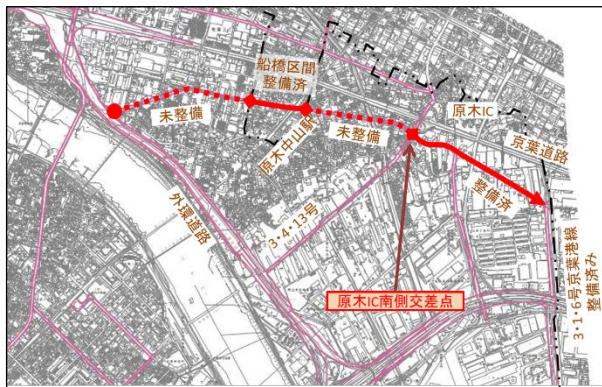 船橋区間
整備済
未整備
原木中山駅
未整備
原木IC
京葉道路
整備済
外環道路
3・4・13号
原木IC南側交差点
3・1・6号京葉港線
整備済み